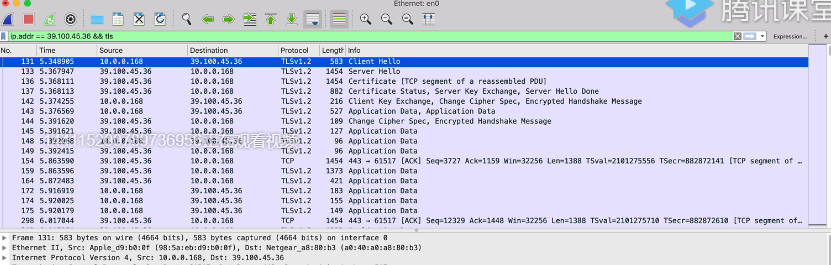 Ethernet: en0
腾讯课堂
ip.addr == 39.100.45.36 && tls
Expression... +
No. Time Source Destination Protocol Length Info
131 5.348905 10.0.0.168 39.100.45.36 TLSv1.2 583 Client Hello
133 5.367947 39.100.45.36 10.0.0.168 TLSv1.2 1454 Server Hello
136 5.368111 39.100.45.36 10.0.0.168 TLSv1.2 1454 Certificate [TCP segment of a reassembled PDU]
137 5.368113 39.100.45.36 10.0.0.168 TLSv1.2 882 Certificate Status, Server Key Exchange, Server Hello Done
142 5.374255 10.0.0.168 39.100.45.36 TLSv1.2 216 Client Key Exchange, Change Cipher Spec, Encrypted Handshake Message
143 5.376569 10.0.0.168 39.100.45.36 TLSv1.2 527 Application Data, Application Data
144 5.391620 39.100.45.36 10.0.0.168 TLSv1.2 109 Change Cipher Spec, Encrypted Handshake Message
145 5.391621 39.100.45.36 10.0.0.168 TLSv1.2 127 Application Data
148 10.0.0.168 TLSv1.2 96 Application Data
149 5.392415 10.0.0.168 39.100.45.36 TLSv1.2 96 Application Data
154 5.863590 39.100.45.36 10.0.0.168 TCP 1454 443 → 61517 [ACK] Seq=3727 Ack=1159 Win=32256 Len=1388 TSval=2101275556 TSecr=882872141 [TCP segment of …
159 5.863596 39.100.45.36 10.0.0.168 TLSv1.2 1373 Application Data
164 5.872483 39.100.45.36 10.0.0.168 TLSv1.2 421 Application Data
172 5.916919 10.0.0.168 39.100.45.36 TLSv1.2 183 Application Data
174 5.920025 10.0.0.168 39.100.45.36 TLSv1.2 155 Application Data
175 5.920179 10.0.0.168 39.100.45.36 TLSv1.2 149 Application Data
298 6.017044 39.100.45.36 10.0.0.168 TCP 1454 443 → 61517 [ACK] Seq=12329 Ack=1448 Win=32256 Len=1388 TSval=2101275710 TSecr=882872610 [TCP segment of…
Frame 131: 583 bytes on wire (4664 bits), 583 bytes captured (4664 bits) on interface 0
Ethernet II, Src: Apple_d9:b0:0f (98:5a:eb:d9:b0:0f), Dst: Netgear_a8:80:b3 (a0:40:a0:a8:80:b3)
Internet Protocol Version 4, Src: 10.0.0.168, Dst: 39.100.45.36